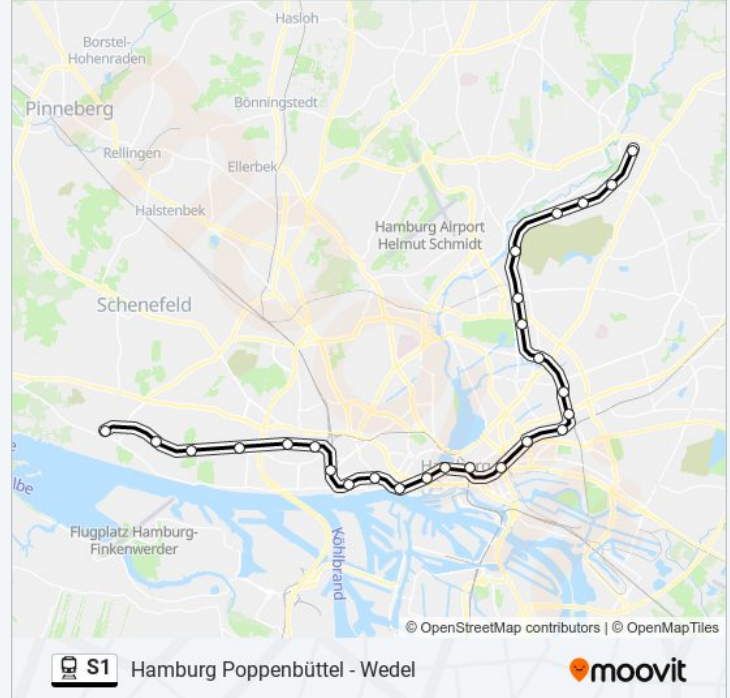 Hasloh
Borstel-
Hohenraden
Bönningstedt
Pinneberg
Rellingen
Ellerbek
Halstenbek
Hamburg Airport
Helmut Schmidt
Schenefeld
lbe
Flugplatz Hamburg-
Finkenwerder
Köhlbrand
© OpenStreetMap contributors | © OpenMapTiles
S1
Hamburg Poppenbüttel - Wedel
moovit